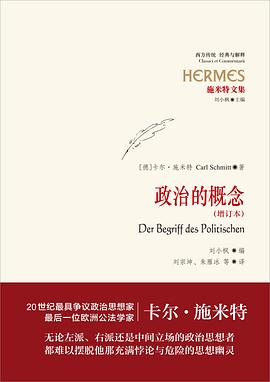 西方传统 经典与解释
Classici et Commentarii
HERMES
施米特文集
刘小枫●主编
[德]卡尔·施米特 Carl Schmitt ●著
政治的概念
(增订本)
Der Begriff des Politischen
刘小枫●编
刘宗坤、朱雁冰 等●译
20世纪最具争议政治思想家
最后一位欧洲公法学家
卡尔·施米特
无论左派、右派还是中间立场的政治思想者
都难以摆脱他那充满悖论与危险的思想幽灵